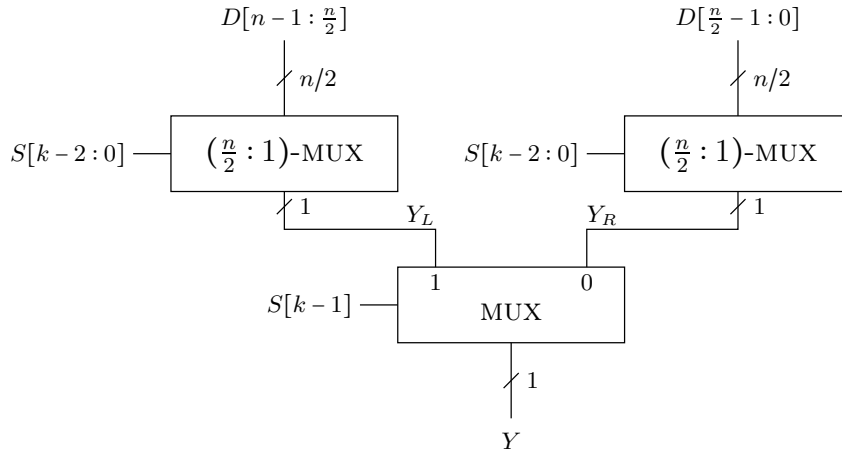 D[n − 1 : n/2] D[n/2 − 1 : 0]
n/2 n/2
S[k − 2 : 0] (n/2 : 1)-MUX S[k − 2 : 0] (n/2 : 1)-MUX
1 Y_L Y_R 1
1 0
S[k − 1] MUX
1
Y